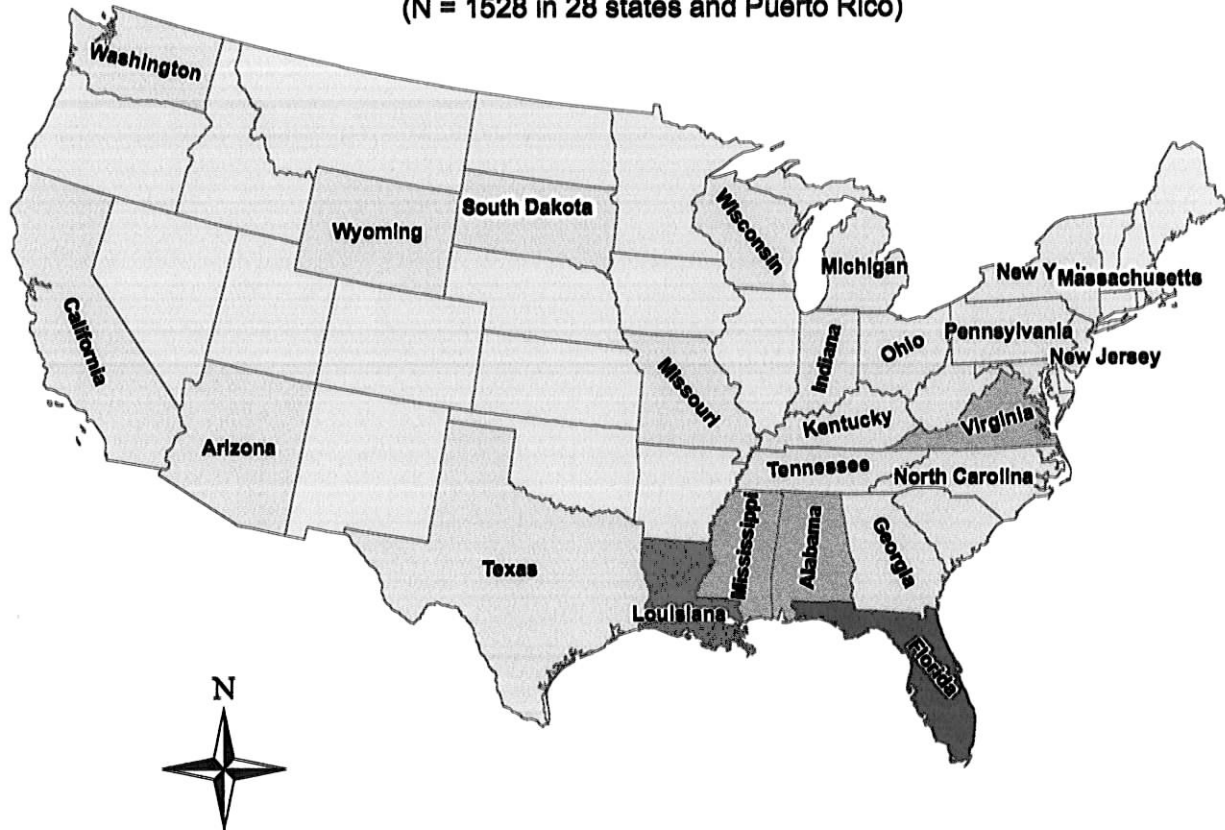 (N = 1528 in 28 states and Puerto Rico)
Washington
South Dakota
Wyoming
Wisconsin
Michigan
New Y
Massachusetts
California
Pennsylvania
Ohio
Indiana
New Jersey
Missouri
Kentucky
Virginia
Arizona
Tennessee
North Carolina
Mississippi
Alabama
Georgia
Texas
Louisiana
Florida
N